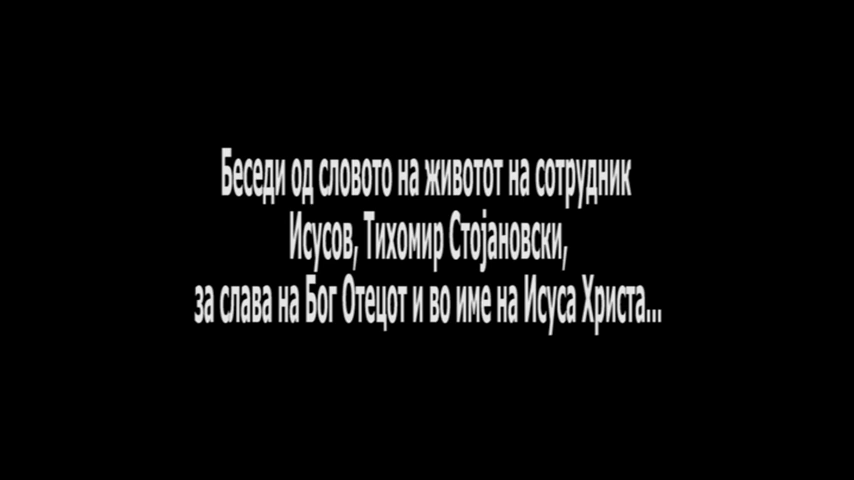 Беседи од словото на животот на сотрудник
Исусов, Тихомир Стојановски,
за слава на Бог Отецот и во име на Исуса Христа...